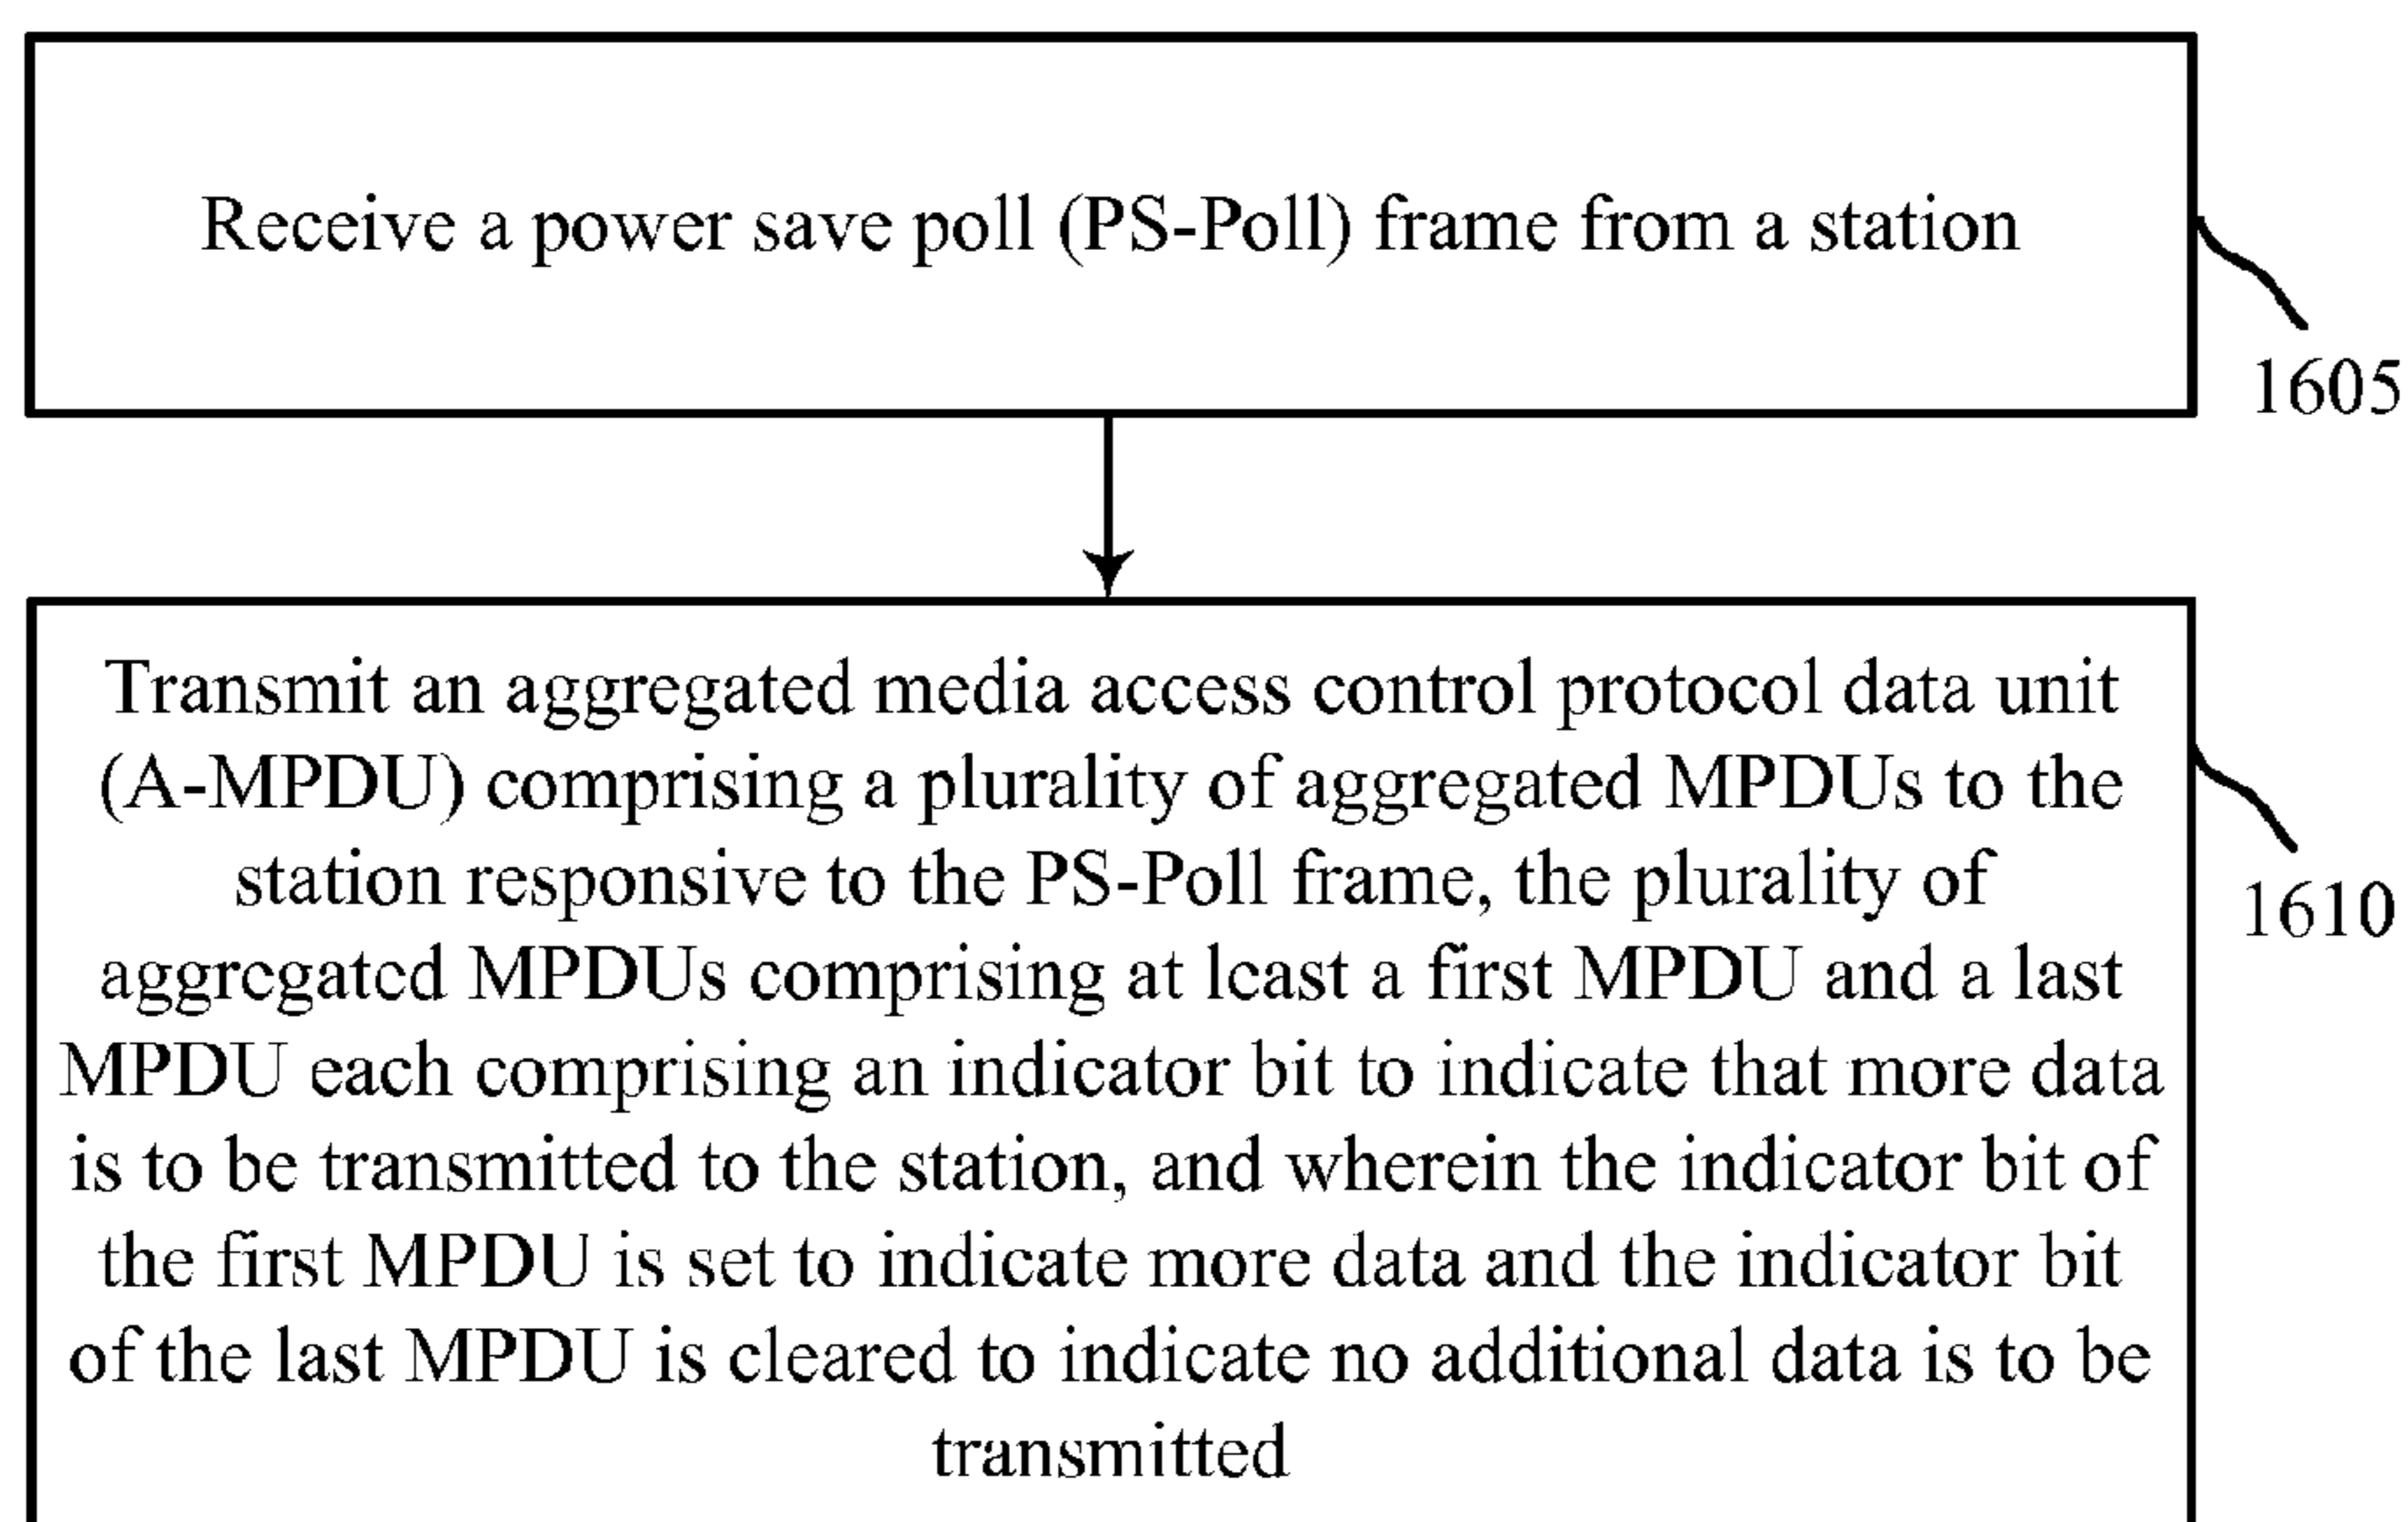 Receive a power save poll (PS-Poll) frame from a station
1605
Transmit an aggregated media access control protocol data unit
(A-MPDU) comprising a plurality of aggregated MPDUs to the
station responsive to the PS-Poll frame, the plurality of
aggregated MPDUs comprising at least a first MPDU and a last
MPDU each comprising an indicator bit to indicate that more data
is to be transmitted to the station, and wherein the indicator bit of
the first MPDU is set to indicate more data and the indicator bit
of the last MPDU is cleared to indicate no additional data is to be
transmitted
1610